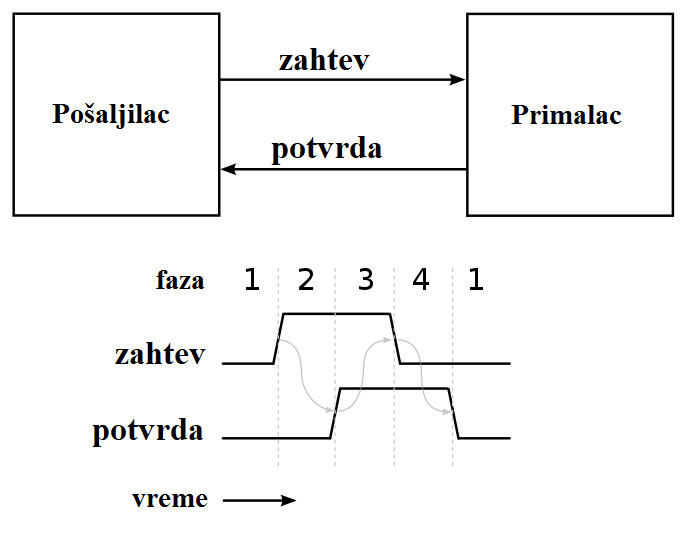 zahtev
Pošaljilac
Primalac
potvrda
faza 1 2 3 4 1
zahtev
potvrda
vreme